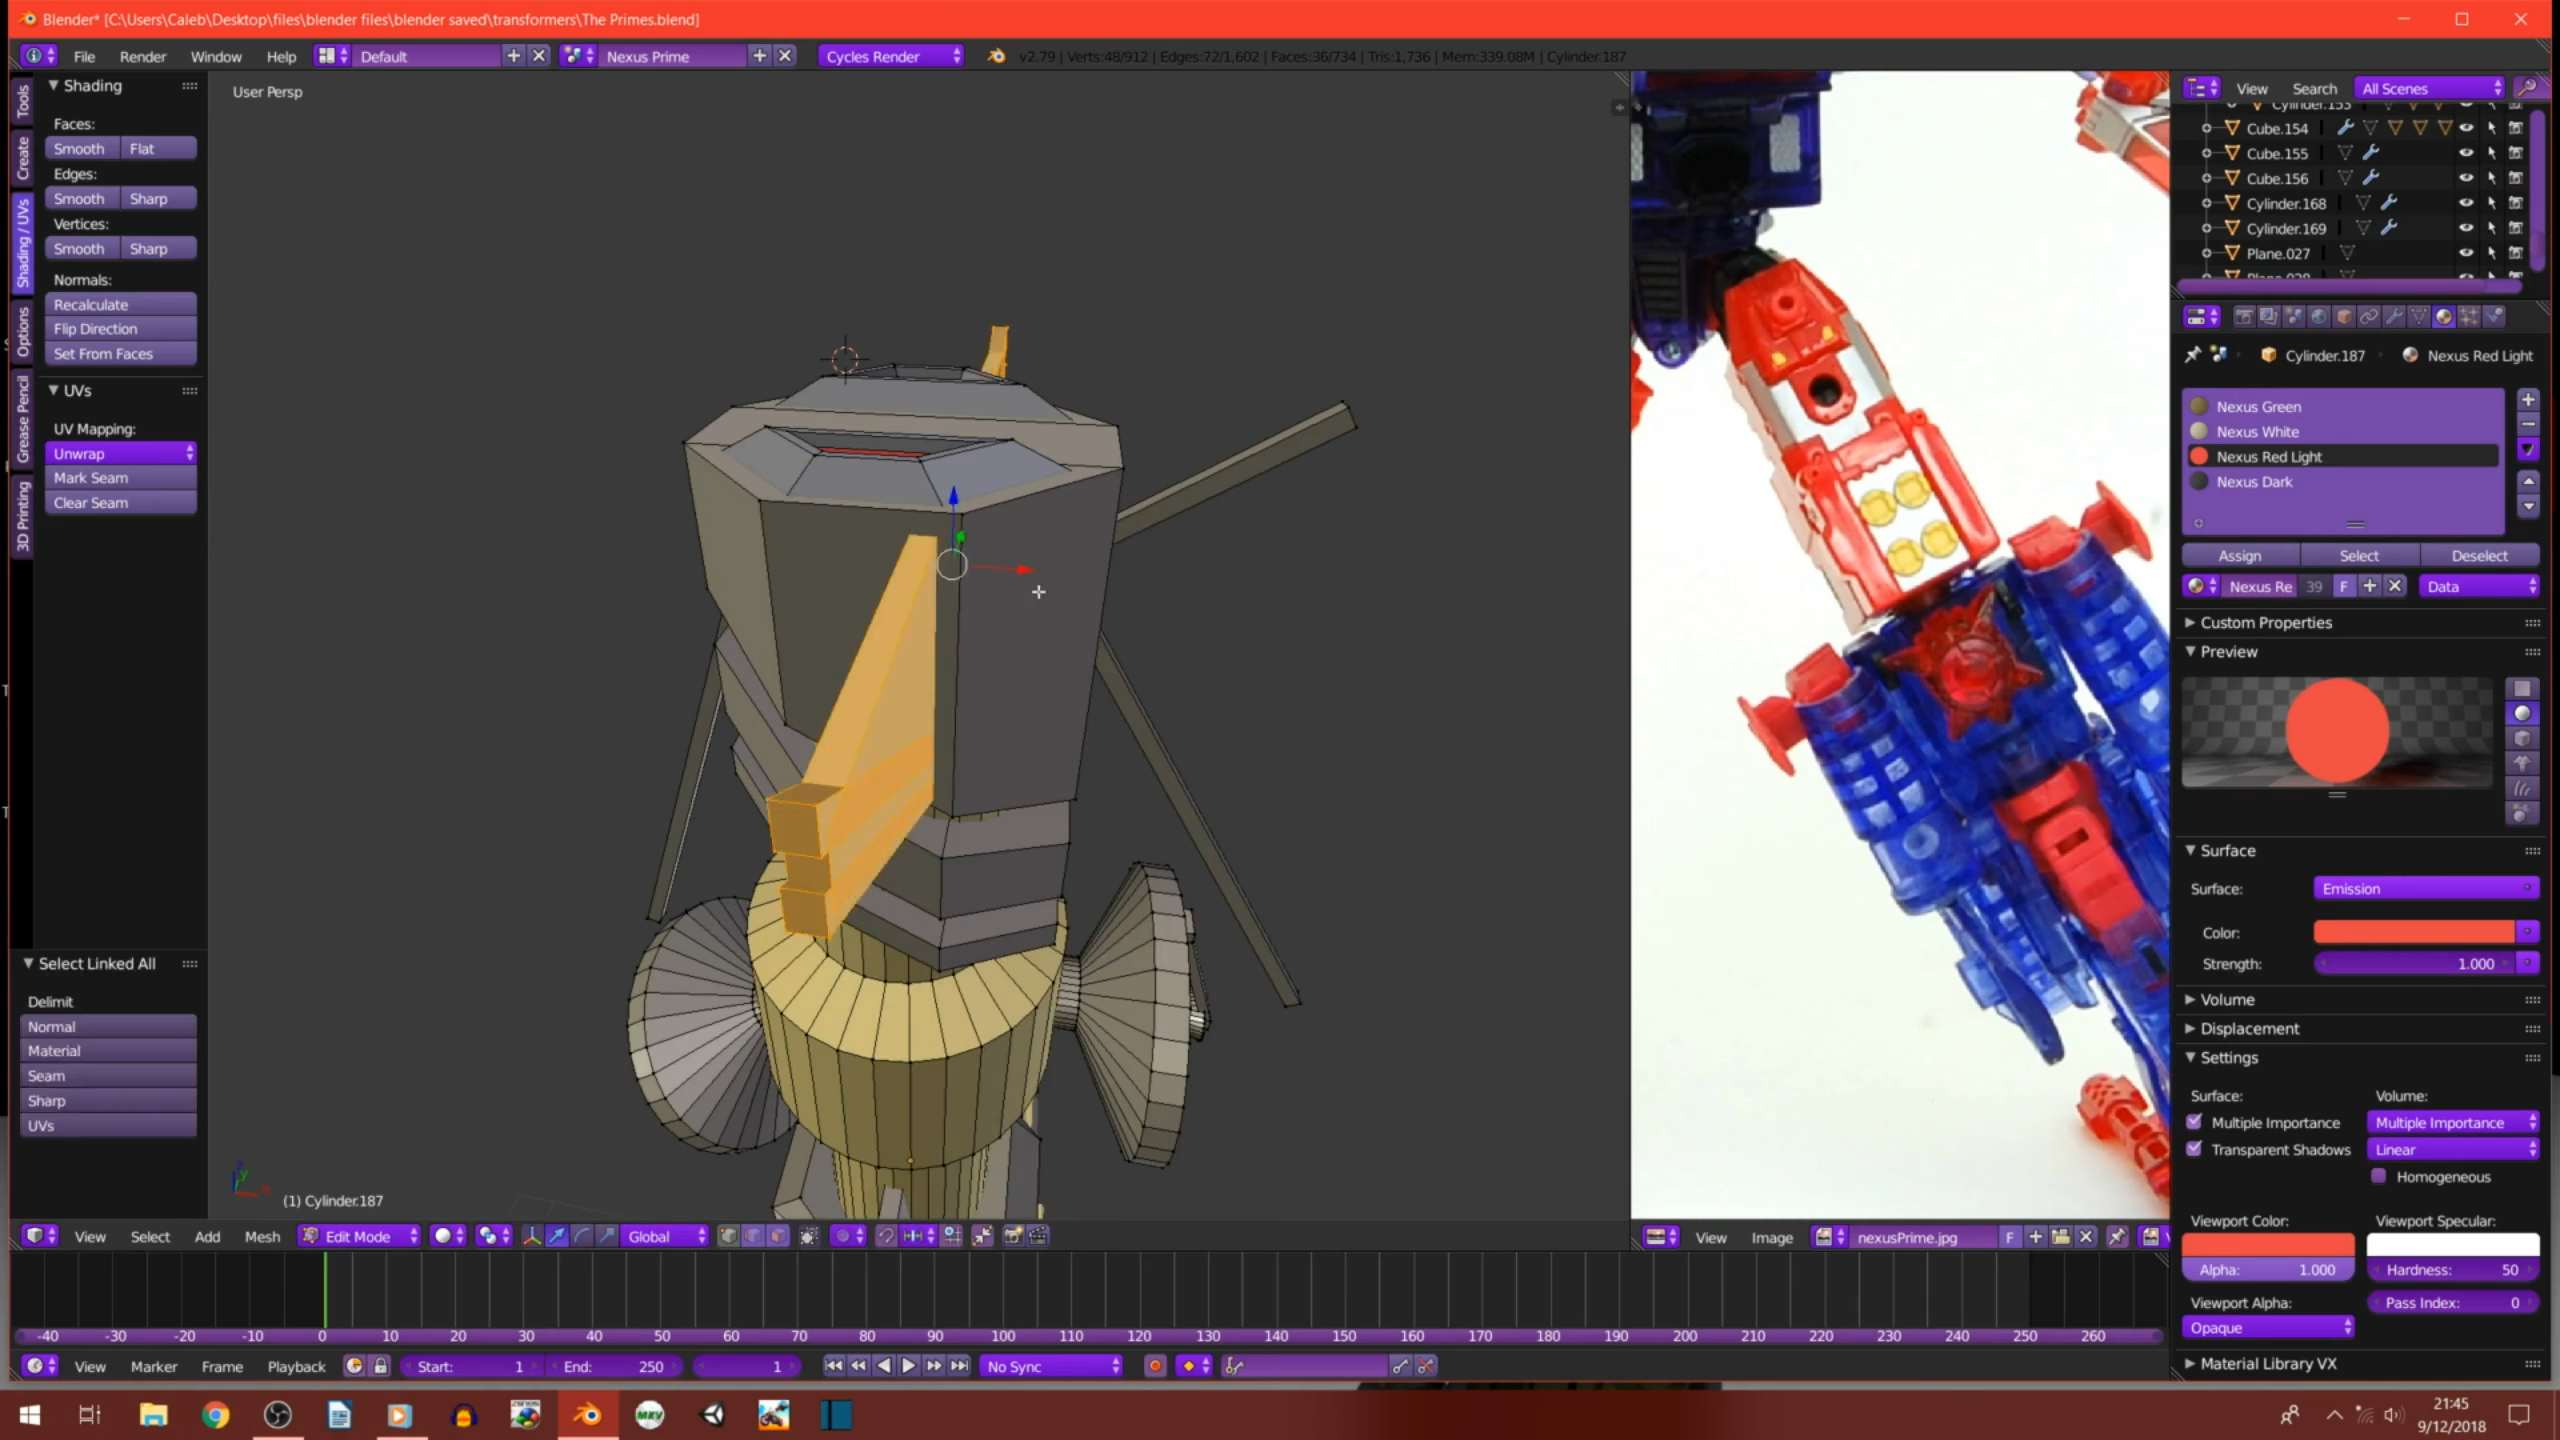 Blender* [C:\Users\Caleb\Desktop\files\blender files\blender saved\transformers\The Primes.blend]
File Render Window Help Default Nexus Prime Cycles Render v2.79 | Verts:48/912 | Edges:72/1,602 | Faces:36/734 | Tris:1,736 | Mem:339.08M | Cylinder.187
Tools
Create
Shading / UVs
Options
Grease Pencil
3D Printing
Shading
Faces:
Smooth Flat
Edges:
Smooth Sharp
Vertices:
Smooth Sharp
Normals:
Recalculate
Flip Direction
Set From Faces
UVs
UV Mapping:
Unwrap
Mark Seam
Clear Seam
Select Linked All
Delimit
Normal
Material
Seam
Sharp
UVs
User Persp
(1) Cylinder.187
View Select Add Mesh Edit Mode Global
View Image nexusPrime.jpg F
View Search All Scenes
Cylinder.153
Cube.154
Cube.155
Cube.156
Cylinder.168
Cylinder.169
Plane.027
Cylinder.187 Nexus Red Light
Nexus Green
Nexus White
Nexus Red Light
Nexus Dark
Assign Select Deselect
Nexus Re 39 F Data
Custom Properties
Preview
Surface
Surface: Emission
Color:
Strength: 1.000
Volume
Displacement
Settings
Surface: Volume:
Multiple Importance Multiple Importance
Transparent Shadows Linear
Homogeneous
Viewport Color: Viewport Specular:
Alpha: 1.000 Hardness: 50
Viewport Alpha: Pass Index: 0
Opaque
Material Library VX
-40 -30 -20 -10 0 10 20 30 40 50 60 70 80 90 100 110 120 130 140 150 160 170 180 190 200 210 220 230 240 250 260
View Marker Frame Playback Start: 1 End: 250 1 No Sync
MKV
21:45
9/12/2018